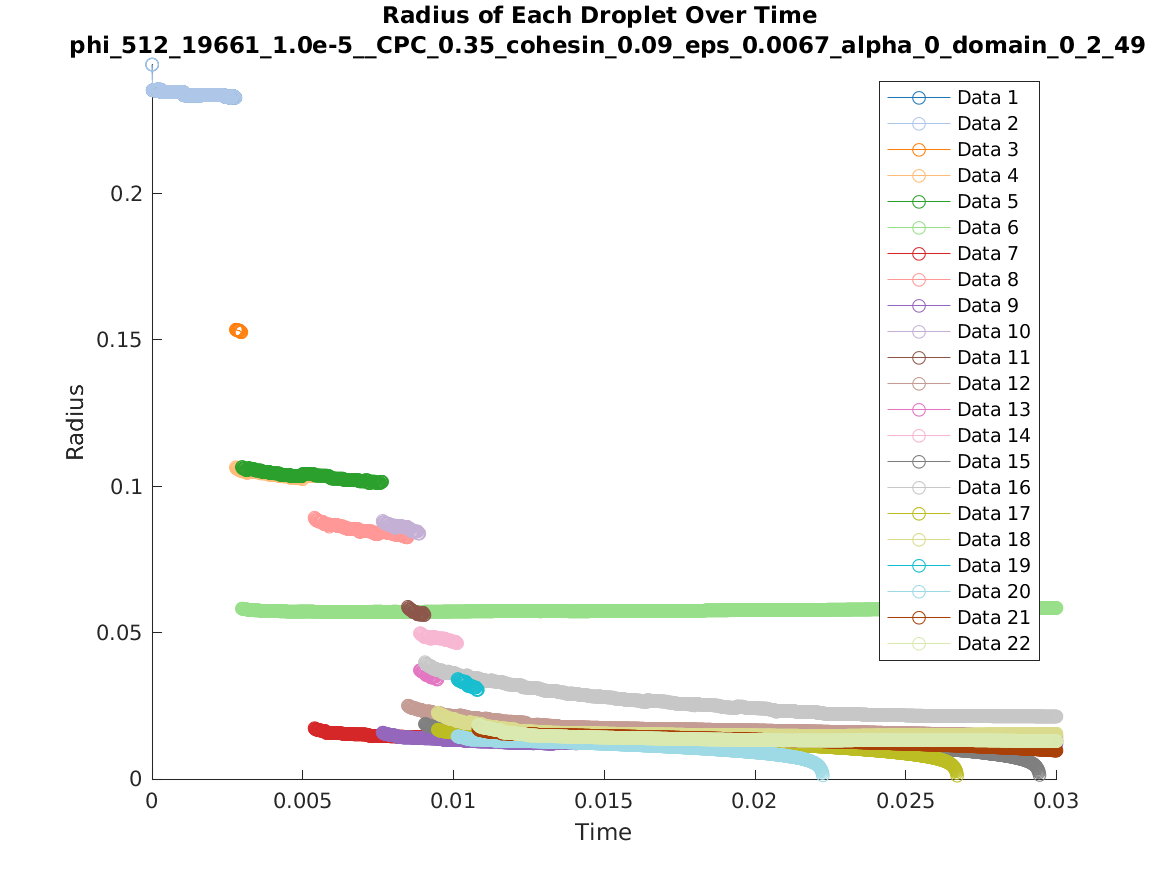 Radius of Each Droplet Over Time
phi_512_19661_1.0e-5__CPC_0.35_cohesin_0.09_eps_0.0067_alpha_0_domain_0_2_49
0.2
0.15
0.1
0.05
0
Radius
0
0.005
0.01
0.015
0.02
0.025
0.03
Time
Data 1
Data 2
Data 3
Data 4
Data 5
Data 6
Data 7
Data 8
Data 9
Data 10
Data 11
Data 12
Data 13
Data 14
Data 15
Data 16
Data 17
Data 18
Data 19
Data 20
Data 21
Data 22